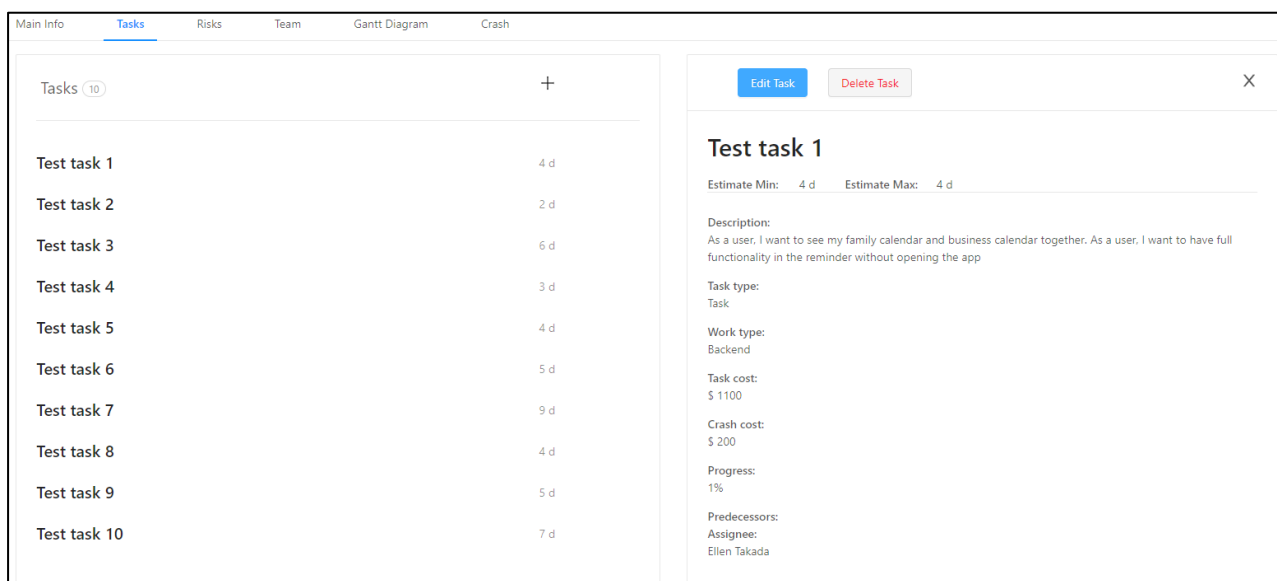 Main Info Tasks Risks Team Gantt Diagram Crash
Tasks 10 +
Test task 1 4 d
Test task 2 2 d
Test task 3 6 d
Test task 4 3 d
Test task 5 4 d
Test task 6 5 d
Test task 7 9 d
Test task 8 4 d
Test task 9 5 d
Test task 10 7 d
Edit Task Delete Task X
Test task 1
Estimate Min: 4 d Estimate Max: 4 d
Description:
As a user, I want to see my family calendar and business calendar together. As a user, I want to have full
functionality in the reminder without opening the app
Task type:
Task
Work type:
Backend
Task cost:
$ 1100
Crash cost:
$ 200
Progress:
1%
Predecessors:
Assignee:
Ellen Takada